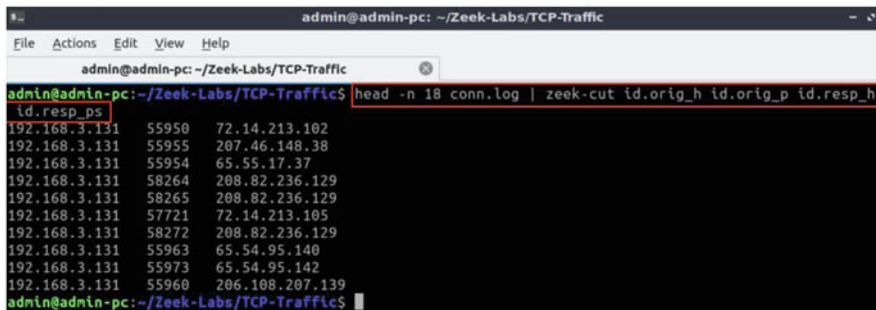 admin@admin-pc: ~/Zeek-Labs/TCP-Traffic
File Actions Edit View Help
admin@admin-pc: ~/Zeek-Labs/TCP-Traffic
admin@admin-pc:~/Zeek-Labs/TCP-Traffic$ head -n 18 conn.log | zeek-cut id.orig_h id.orig_p id.resp_h
id.resp_ps
192.168.3.131 55950 72.14.213.102
192.168.3.131 55955 207.46.148.38
192.168.3.131 55954 65.55.17.37
192.168.3.131 58264 208.82.236.129
192.168.3.131 58265 208.82.236.129
192.168.3.131 57721 72.14.213.105
192.168.3.131 58272 208.82.236.129
192.168.3.131 55963 65.54.95.140
192.168.3.131 55973 65.54.95.142
192.168.3.131 55960 206.108.207.139
admin@admin-pc:~/Zeek-Labs/TCP-Traffic$